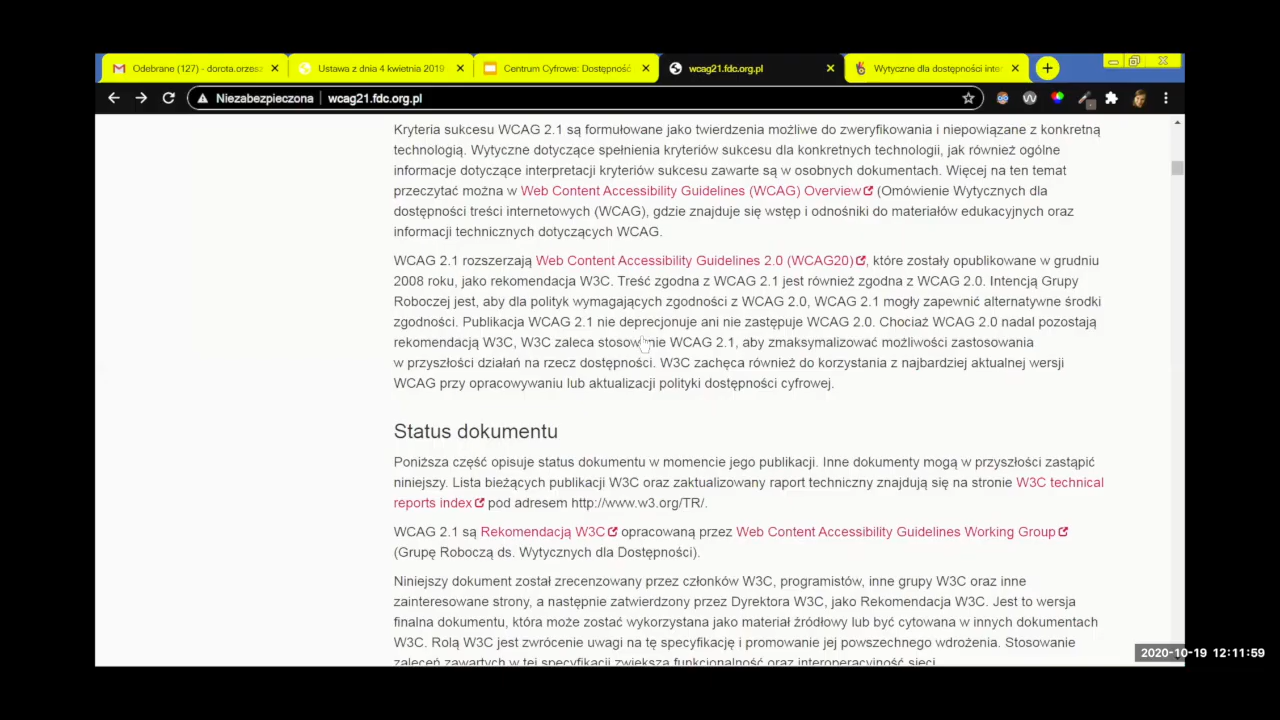 Odebrane (127) - dorota.orzesz
Ustawa z dnia 4 kwietnia 2019
Centrum Cyfrowe: Dostępność
wcag21.fdc.org.pl
Wytyczne dla dostępności inter
Niezabezpieczona
wcag21.fdc.org.pl
Kryteria sukcesu WCAG 2.1 są formułowane jako twierdzenia możliwe do zweryfikowania i niepowiązane z konkretną
technologią. Wytyczne dotyczące spełnienia kryteriów sukcesu dla konkretnych technologii, jak również ogólne
informacje dotyczące interpretacji kryteriów sukcesu zawarte są w osobnych dokumentach. Więcej na ten temat
przeczytać można w Web Content Accessibility Guidelines (WCAG) Overview (Omówienie Wytycznych dla
dostępności treści internetowych (WCAG), gdzie znajduje się wstęp i odnośniki do materiałów edukacyjnych oraz
informacji technicznych dotyczących WCAG.
WCAG 2.1 rozszerzają Web Content Accessibility Guidelines 2.0 (WCAG20), które zostały opublikowane w grudniu
2008 roku, jako rekomendacja W3C. Treść zgodna z WCAG 2.1 jest również zgodna z WCAG 2.0. Intencją Grupy
Roboczej jest, aby dla polityk wymagających zgodności z WCAG 2.0, WCAG 2.1 mogły zapewnić alternatywne środki
zgodności. Publikacja WCAG 2.1 nie deprecjonuje ani nie zastępuje WCAG 2.0. Chociaż WCAG 2.0 nadal pozostają
rekomendacją W3C, W3C zaleca stosowanie WCAG 2.1, aby zmaksymalizować możliwości zastosowania
w przyszłości działań na rzecz dostępności. W3C zachęca również do korzystania z najbardziej aktualnej wersji
WCAG przy opracowywaniu lub aktualizacji polityki dostępności cyfrowej.
Status dokumentu
Poniższa część opisuje status dokumentu w momencie jego publikacji. Inne dokumenty mogą w przyszłości zastąpić
niniejszy. Lista bieżących publikacji W3C oraz zaktualizowany raport techniczny znajdują się na stronie W3C technical
reports index pod adresem http://www.w3.org/TR/.
WCAG 2.1 są Rekomendacją W3C opracowaną przez Web Content Accessibility Guidelines Working Group
(Grupę Roboczą ds. Wytycznych dla Dostępności).
Niniejszy dokument został zrecenzowany przez członków W3C, programistów, inne grupy W3C oraz inne
zainteresowane strony, a następnie zatwierdzony przez Dyrektora W3C, jako Rekomendacja W3C. Jest to wersja
finalna dokumentu, która może zostać wykorzystana jako materiał źródłowy lub być cytowana w innych dokumentach
W3C. Rolą W3C jest zwrócenie uwagi na tę specyfikację i promowanie jej powszechnego wdrożenia. Stosowanie
zaleceń zawartych w tej specyfikacji zwiększa funkcjonalność oraz interoperacyjność sieci.
2020-10-19 12:11:59